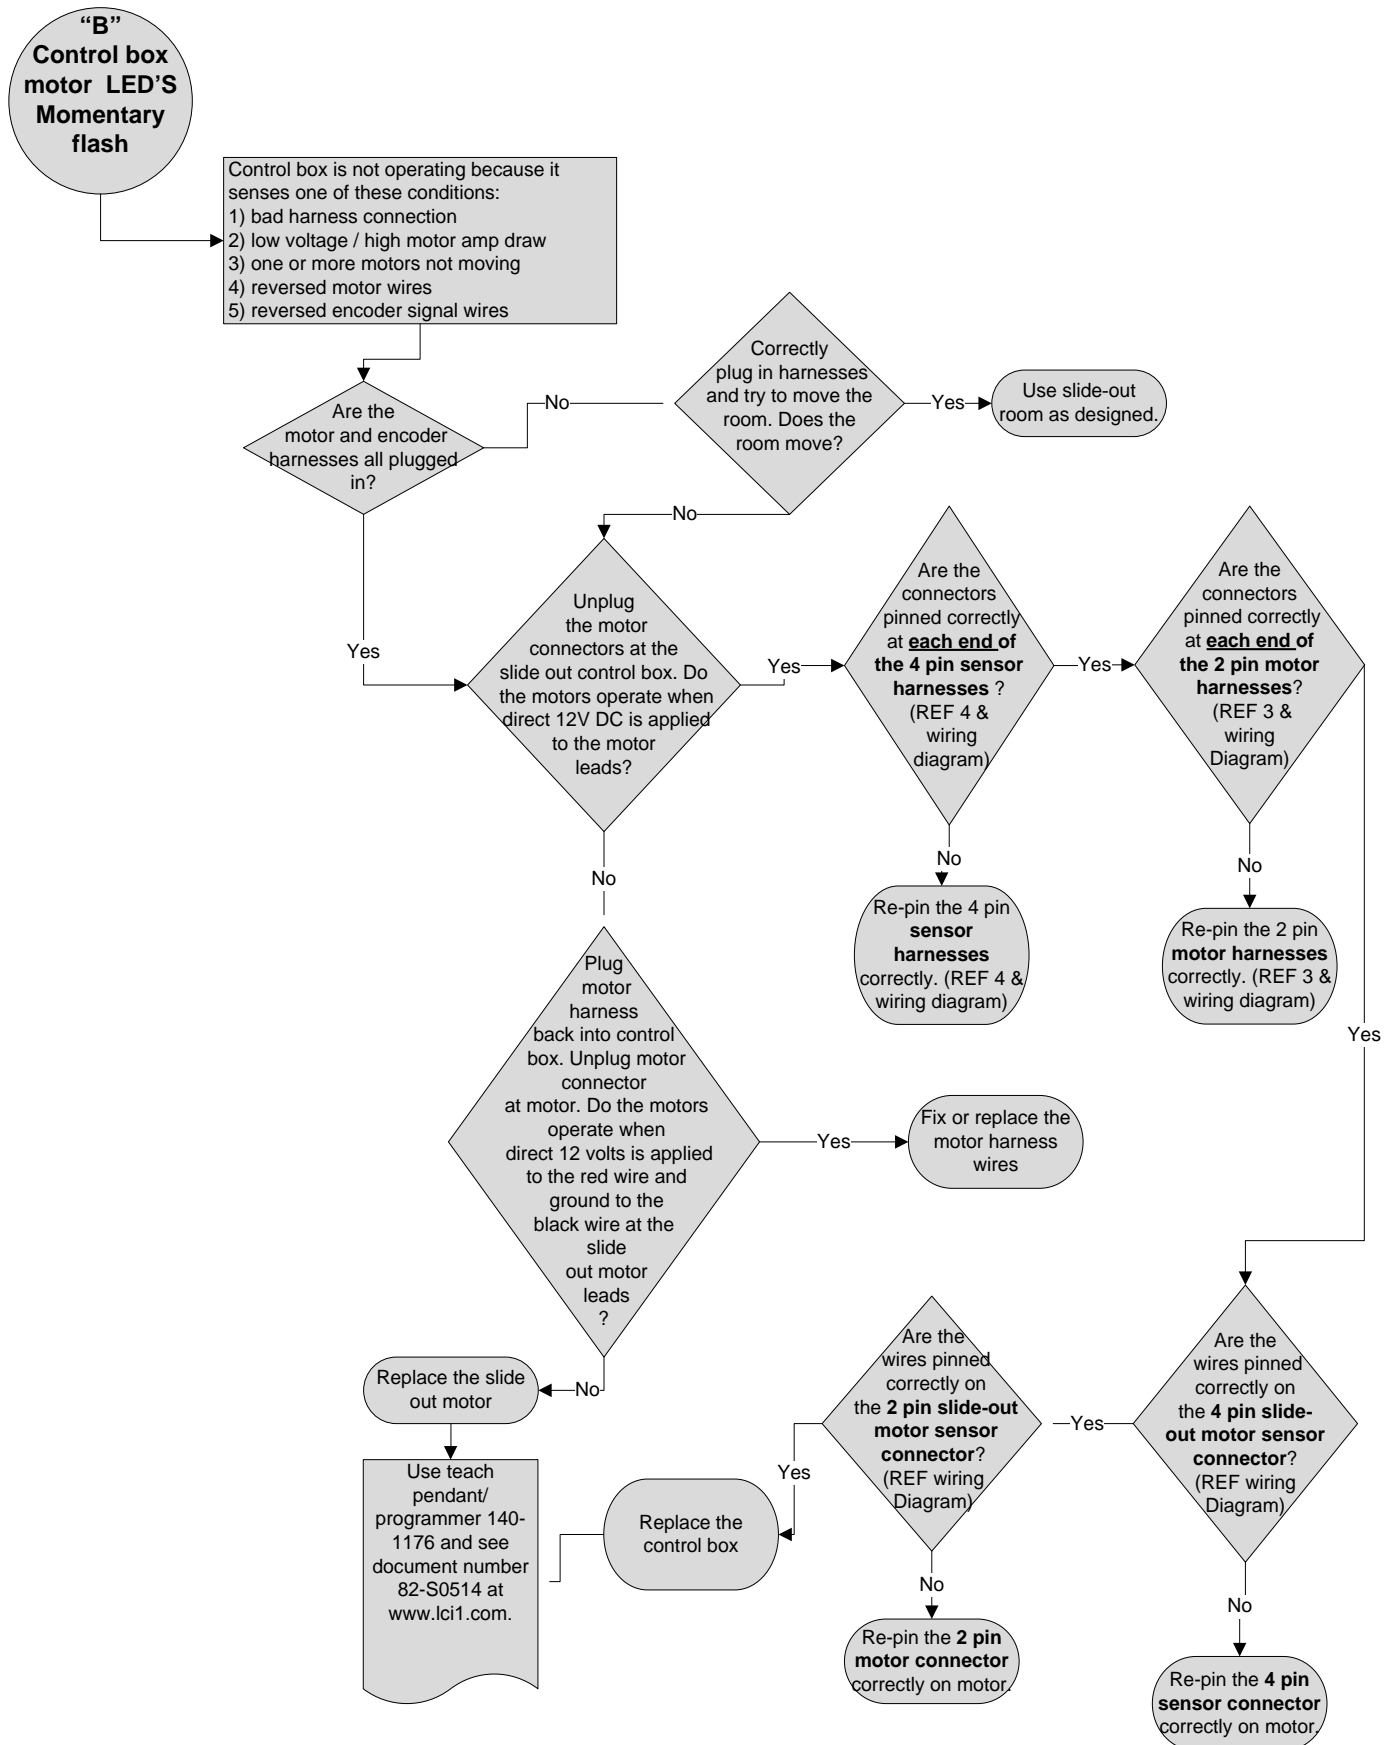 “B”
Control box
motor LED’S
Momentary
flash
Control box is not operating because it
senses one of these conditions:
1) bad harness connection
2) low voltage / high motor amp draw
3) one or more motors not moving
4) reversed motor wires
5) reversed encoder signal wires
Are the
motor and encoder
harnesses all plugged
in?
No
Correctly
plug in harnesses
and try to move the
room. Does the
room move?
Yes
Use slide-out
room as designed.
No
Yes
Unplug
the motor
connectors at the
slide out control box. Do
the motors operate when
direct 12V DC is applied
to the motor
leads?
Yes
Are the
connectors
pinned correctly
at each end of
the 4 pin sensor
harnesses ?
(REF 4 &
wiring
diagram)
Yes
Are the
connectors
pinned correctly
at each end of
the 2 pin motor
harnesses?
(REF 3 &
wiring
Diagram)
No
Re-pin the 4 pin
sensor
harnesses
correctly. (REF 4 &
wiring diagram)
No
Re-pin the 2 pin
motor harnesses
correctly. (REF 3 &
wiring diagram)
Yes
No
Plug
motor
harness
back into control
box. Unplug motor
connector
at motor. Do the motors
operate when
direct 12 volts is applied
to the red wire and
ground to the
black wire at the
slide
out motor
leads
?
Yes
Fix or replace the
motor harness
wires
No
Replace the slide
out motor
Use teach
pendant/
programmer 140-
1176 and see
document number
82-S0514 at
www.lci1.com.
Are the
wires pinned
correctly on
the 4 pin slide-
out motor sensor
connector?
(REF wiring
Diagram)
Yes
Are the
wires pinned
correctly on
the 2 pin slide-out
motor sensor
connector?
(REF wiring
Diagram)
Yes
Replace the
control box
No
Re-pin the 2 pin
motor connector
correctly on motor.
No
Re-pin the 4 pin
sensor connector
correctly on motor.